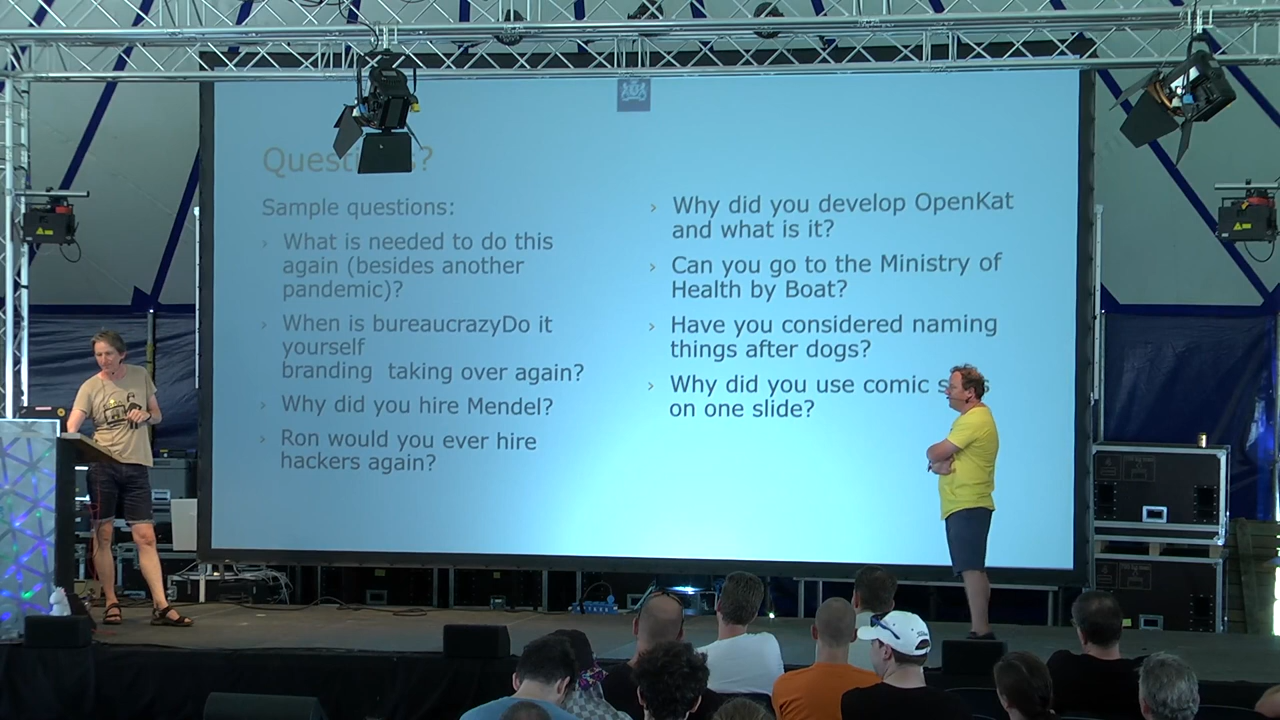 Sample questions:
What is needed to do this
again (besides another
pandemic)?
When is bureaucrazyDo it
yourself
branding taking over again?
Why did you hire Mendel?
Ron would you ever hire
hackers again?
Why did you develop OpenKat
and what is it?
Can you go to the Ministry of
Health by Boat?
Have you considered naming
things after dogs?
Why did you use comic
on one slide?